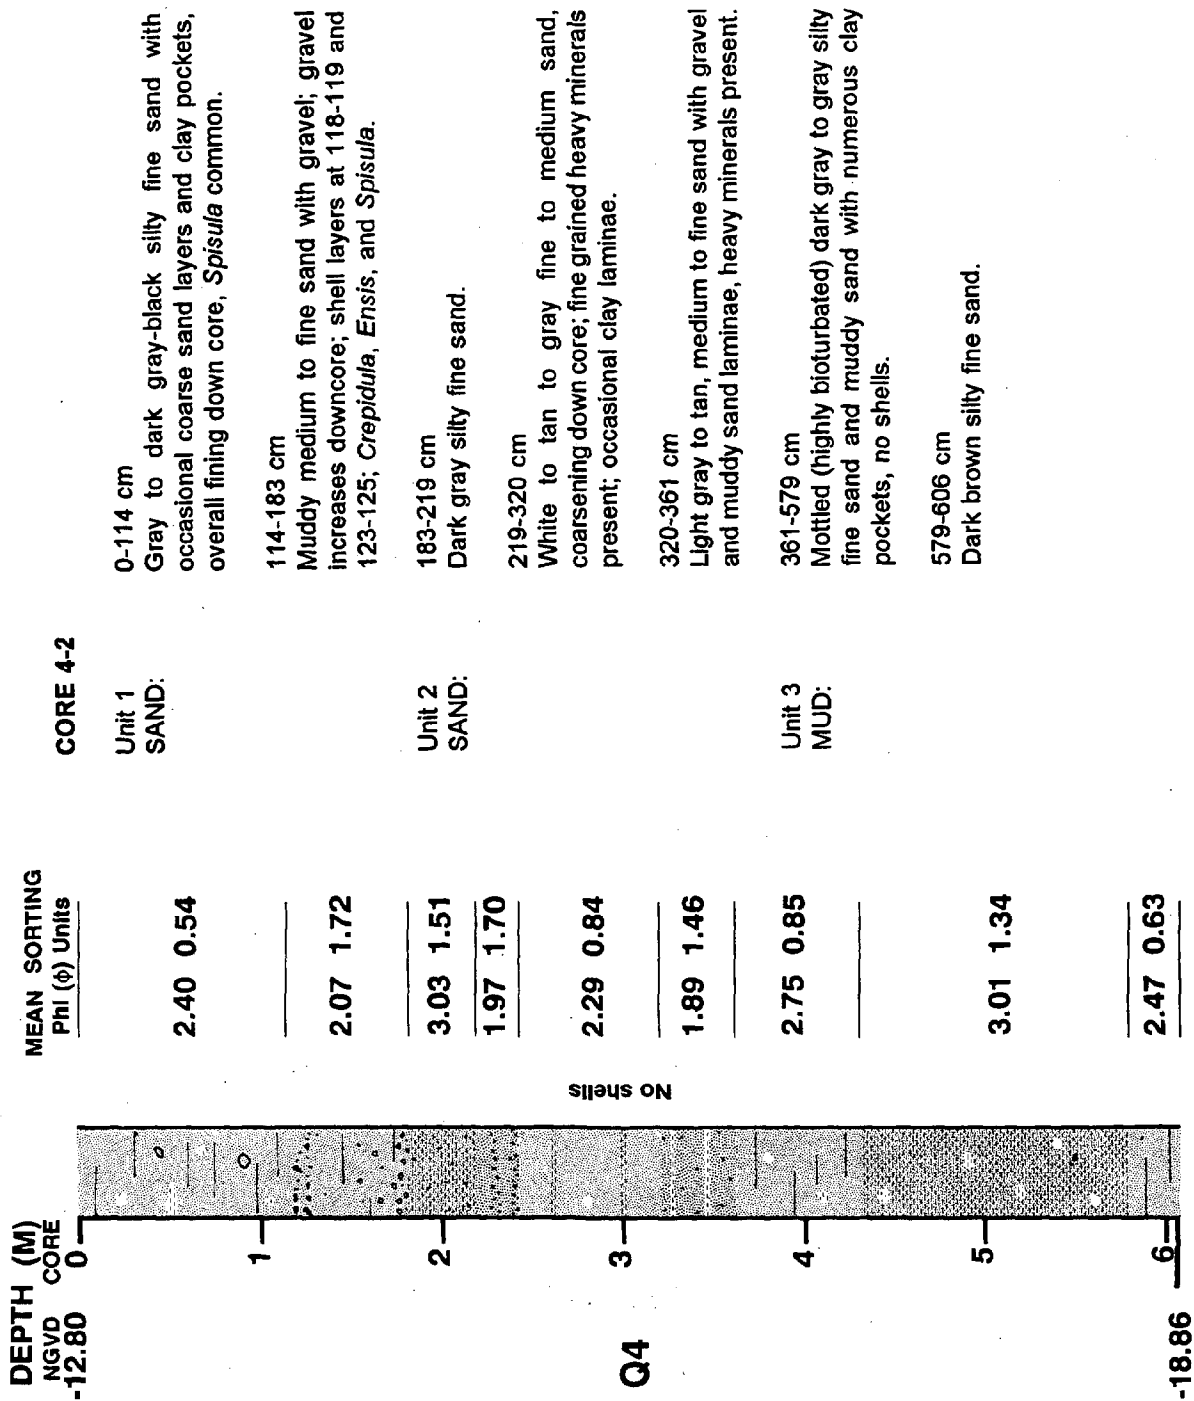 CORE 4-2
DEPTH (M)
NGVD CORE
-12.80
0
1
2
3
4
5
6
-18.86
Q4
No shells
MEAN SORTING
Phi (ϕ) Units
2.40 0.54
2.07 1.72
3.03 1.51
1.97 1.70
2.29 0.84
1.89 1.46
2.75 0.85
3.01 1.34
2.47 0.63
Unit 1
SAND:
0-114 cm
Gray to dark gray-black silty fine sand with
occasional coarse sand layers and clay pockets,
overall fining down core, Spisula common.
114-183 cm
Muddy medium to fine sand with gravel; gravel
increases downcore; shell layers at 118-119 and
123-125; Crepidula, Ensis, and Spisula.
Unit 2
SAND:
183-219 cm
Dark gray silty fine sand.
219-320 cm
White to tan to gray fine to medium sand,
coarsening down core; fine grained heavy minerals
present; occasional clay laminae.
320-361 cm
Light gray to tan, medium to fine sand with gravel
and muddy sand laminae, heavy minerals present.
Unit 3
MUD:
361-579 cm
Mottled (highly bioturbated) dark gray to gray silty
fine sand and muddy sand with numerous clay
pockets, no shells.
579-606 cm
Dark brown silty fine sand.